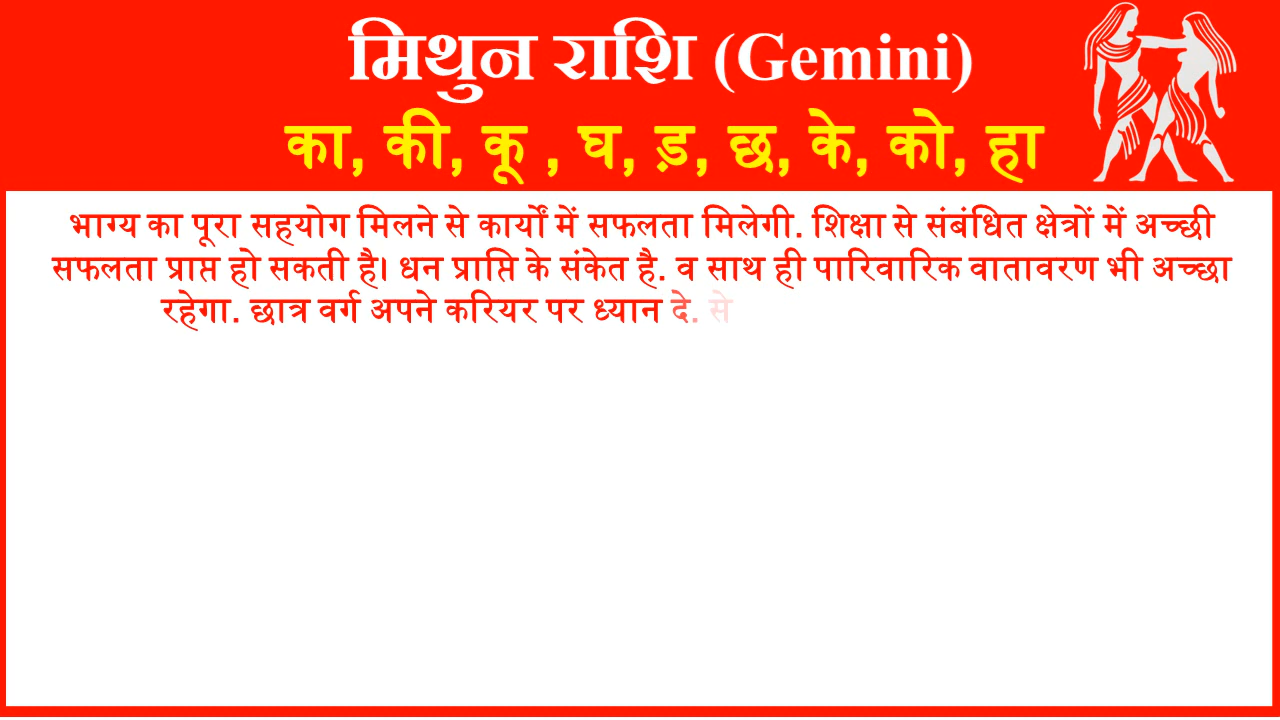 मिथुन राशि (Gemini)
का, की, कू , घ, ड़, छ, के, को, हा
भाग्य का पूरा सहयोग मिलने से कार्यों में सफलता मिलेगी. शिक्षा से संबंधित क्षेत्रों में अच्छी
सफलता प्राप्त हो सकती है। धन प्राप्ति के संकेत है. व साथ ही पारिवारिक वातावरण भी अच्छा
रहेगा. छात्र वर्ग अपने करियर पर ध्यान दे. से